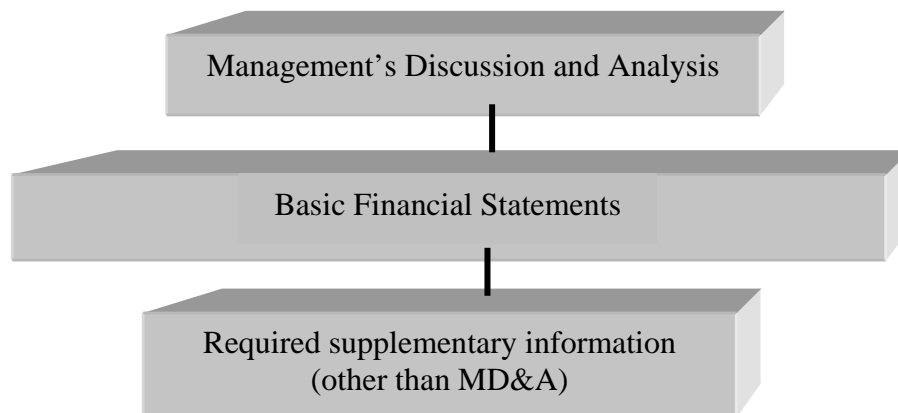 Management’s Discussion and Analysis
Basic Financial Statements
Required supplementary information
(other than MD&A)